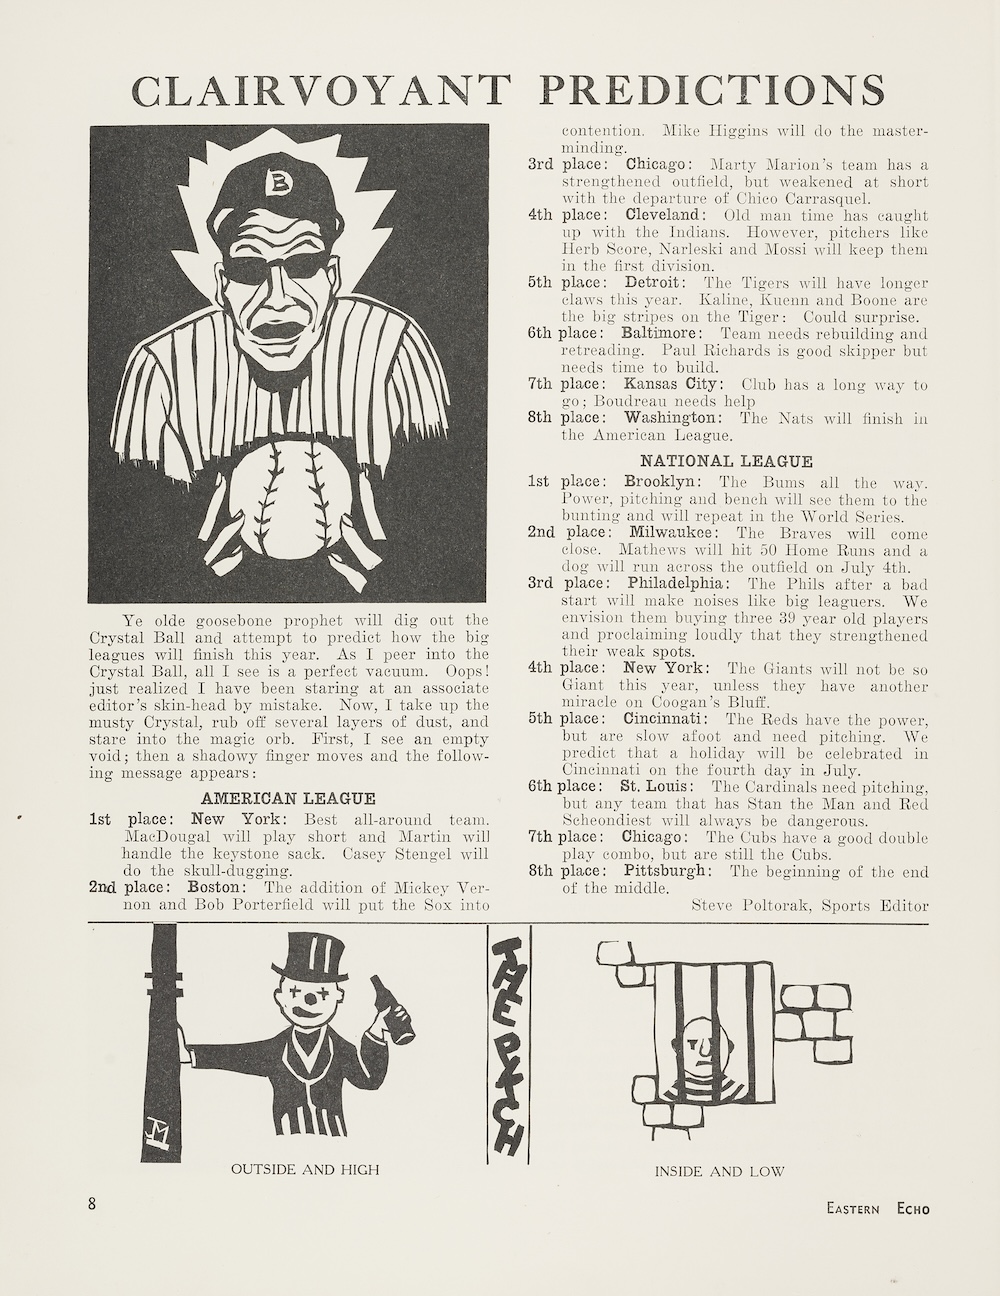 CLAIRVOYANT PREDICTIONS
B
Ye olde goosebone prophet will dig out the
Crystal Ball and attempt to predict how the big
leagues will finish this year. As I peer into the
Crystal Ball, all I see is a perfect vacuum. Oops!
just realized I have been staring at an associate
editor's skin-head by mistake. Now, I take up the
musty Crystal, rub off several layers of dust, and
stare into the magic orb. First, I see an empty
void; then a shadowy finger moves and the follow-
ing message appears:
AMERICAN LEAGUE
1st place: New York: Best all-around team.
MacDougal will play short and Martin will
handle the keystone sack. Casey Stengel will
do the skull-dugging.
2nd place: Boston: The addition of Mickey Ver-
non and Bob Porterfield will put the Sox into
contention. Mike Higgins will do the master-
minding.
3rd place: Chicago: Marty Marion's team has a
strengthened outfield, but weakened at short
with the departure of Chico Carrasquel.
4th place: Cleveland: Old man time has caught
up with the Indians. However, pitchers like
Herb Score, Narleski and Mossi will keep them
in the first division.
5th place: Detroit: The Tigers will have longer
claws this year. Kaline, Kuenn and Boone are
the big stripes on the Tiger: Could surprise.
6th place: Baltimore: Team needs rebuilding and
retreading. Paul Richards is good skipper but
needs time to build.
7th place: Kansas City: Club has a long way to
go; Boudreau needs help
8th place: Washington: The Nats will finish in
the American League.
NATIONAL LEAGUE
1st place: Brooklyn: The Bums all the way.
Power, pitching and bench will see them to the
bunting and will repeat in the World Series.
2nd place: Milwaukee: The Braves will come
close. Mathews will hit 50 Home Runs and a
dog will run across the outfield on July 4th.
3rd place: Philadelphia: The Phils after a bad
start will make noises like big leaguers. We
envision them buying three 39 year old players
and proclaiming loudly that they strengthened
their weak spots.
4th place: New York: The Giants will not be so
Giant this year, unless they have another
miracle on Coogan's Bluff.
5th place: Cincinnati: The Reds have the power,
but are slow afoot and need pitching. We
predict that a holiday will be celebrated in
Cincinnati on the fourth day in July.
6th place: St. Louis: The Cardinals need pitching,
but any team that has Stan the Man and Red
Scheondiest will always be dangerous.
7th place: Chicago: The Cubs have a good double
play combo, but are still the Cubs.
8th place: Pittsburgh: The beginning of the end
of the middle.
Steve Poltorak, Sports Editor
THE PITCH
JM
OUTSIDE AND HIGH
INSIDE AND LOW
8
EASTERN ECHO